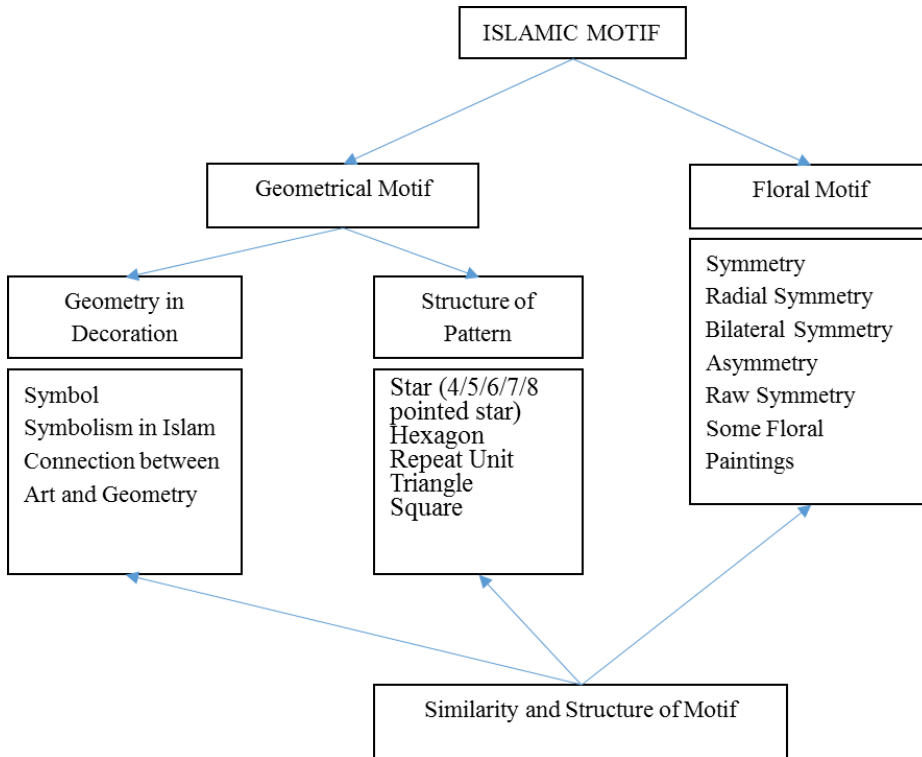 ISLAMIC MOTIF
Geometrical Motif
Floral Motif
Geometry in
Decoration
Structure of
Pattern
Symbol
Symbolism in Islam
Connection between
Art and Geometry
Star (4/5/6/7/8
pointed star)
Hexagon
Repeat Unit
Triangle
Square
Symmetry
Radial Symmetry
Bilateral Symmetry
Asymmetry
Raw Symmetry
Some Floral
Paintings
Similarity and Structure of Motif